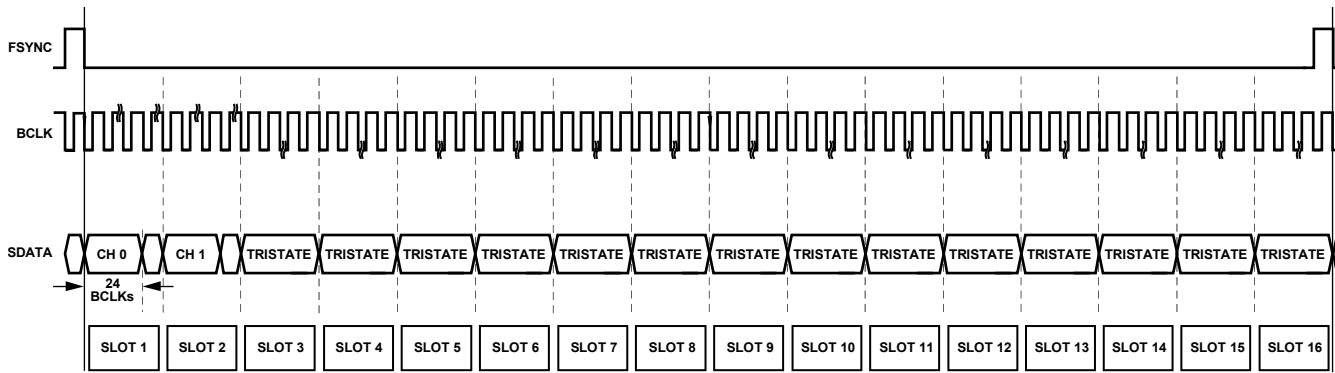 FSYNC
BCLK
SDATA
CH 0
CH 1
TRISTATE
TRISTATE
TRISTATE
TRISTATE
TRISTATE
TRISTATE
TRISTATE
TRISTATE
TRISTATE
TRISTATE
TRISTATE
TRISTATE
TRISTATE
TRISTATE
24
BCLKs
SLOT 1
SLOT 2
SLOT 3
SLOT 4
SLOT 5
SLOT 6
SLOT 7
SLOT 8
SLOT 9
SLOT 10
SLOT 11
SLOT 12
SLOT 13
SLOT 14
SLOT 15
SLOT 16